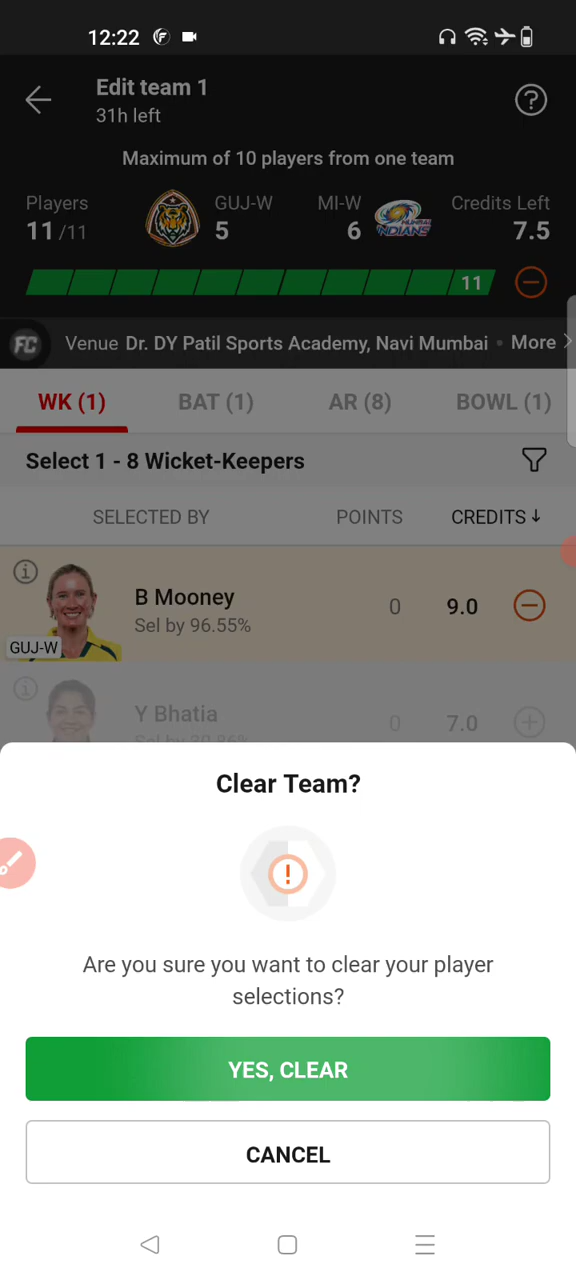 12:22
Edit team 1
31h left
Maximum of 10 players from one team
Players GUJ-W MI-W Credits Left
11 /11 5 6 7.5
INDIANS
11
FC Venue Dr. DY Patil Sports Academy, Navi Mumbai • More
WK (1) BAT (1) AR (8) BOWL (1)
Select 1 - 8 Wicket-Keepers
SELECTED BY POINTS CREDITS ↓
B Mooney 0 9.0
Sel by 96.55%
GUJ-W
Y Bhatia 0 7.0
Clear Team?
!
Are you sure you want to clear your player
selections?
YES, CLEAR
CANCEL